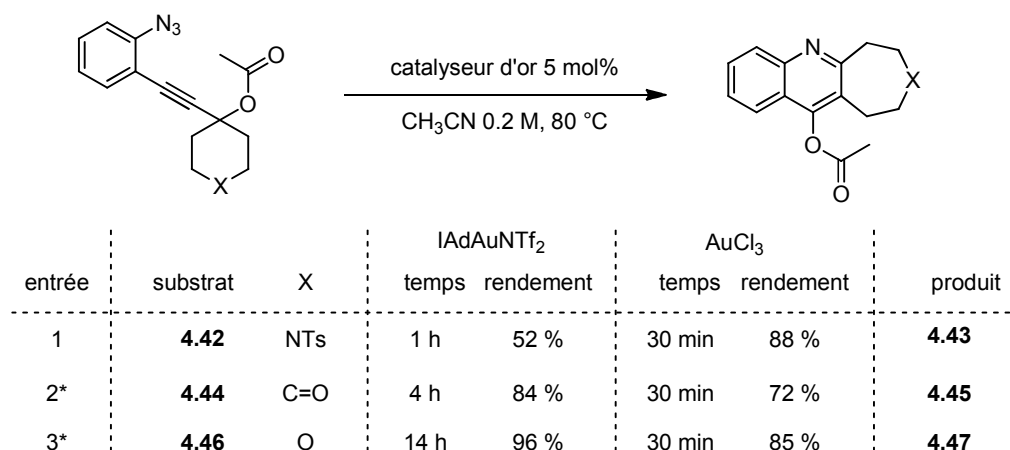 N₃
O
O
X
catalyseur d'or 5 mol%
CH₃CN 0.2 M, 80 °C
N
X
O
O
IAdAuNTf₂ AuCl₃
entrée substrat X temps rendement temps rendement produit
1 4.42 NTs 1 h 52 % 30 min 88 % 4.43
2* 4.44 C=O 4 h 84 % 30 min 72 % 4.45
3* 4.46 O 14 h 96 % 30 min 85 % 4.47